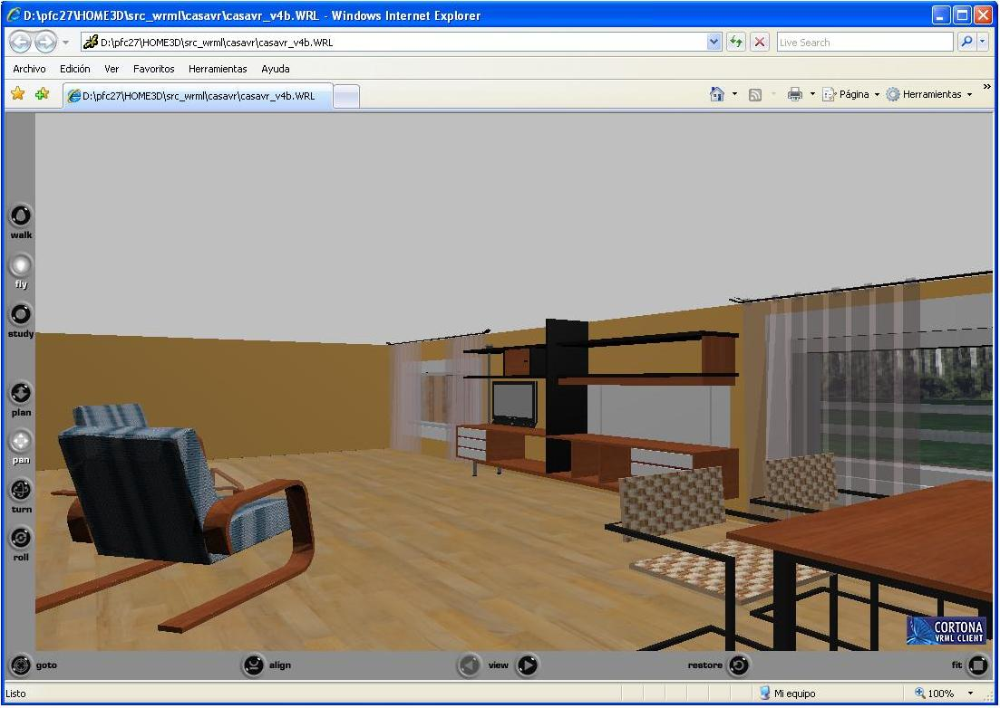 D:\pfc27\HOME3D\src_wrml\casavr\casavr_v4b.WRL - Windows Internet Explorer
D:\pfc27\HOME3D\src_wrml\casavr\casavr_v4b.WRL
Live Search
Archivo Edición Ver Favoritos Herramientas Ayuda
D:\pfc27\HOME3D\src_wrml\casavr\casavr_v4b.WRL
Página Herramientas
walk
fly
study
plan
pan
turn
roll
CORTONA
VRML CLIENT
goto align view restore fit
Listo Mi equipo 100%